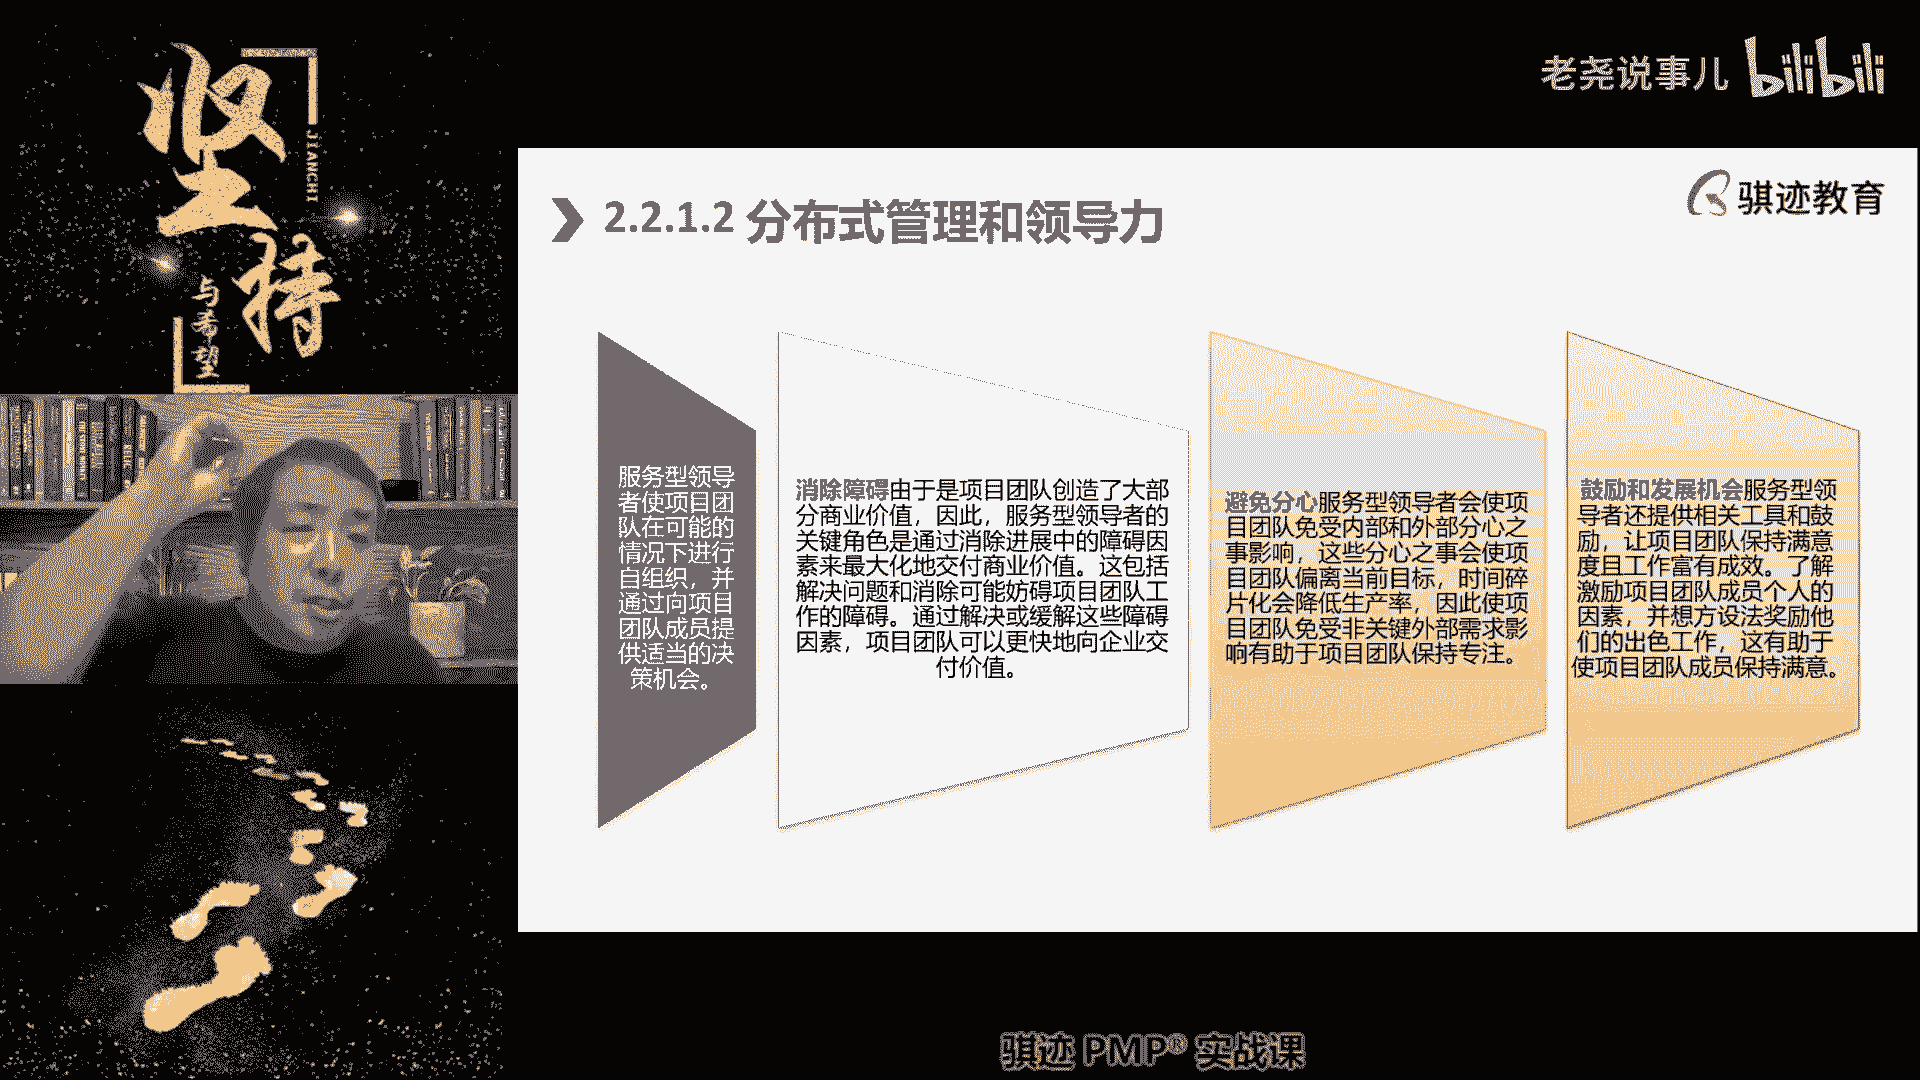 坚持
JIANCHI
与希望
老尧说事儿 bilibili
骐迹教育
2.2.1.2 分布式管理和领导力
服务型领导
者使项目团
队在可能的
情况下进行
自组织，并
通过向项目
团队成员提
供适当的决
策机会。
消除障碍由于是项目团队创造了大部
分商业价值，因此，服务型领导者的
关键角色是通过消除进展中的障碍因
素来最大化地交付商业价值。这包括
解决问题和消除可能妨碍项目团队工
作的障碍。通过解决或缓解这些障碍
因素，项目团队可以更快地向企业交
付价值。
避免分心服务型领导者会使项
目团队免受内部和外部分心之
事影响，这些分心之事会使项
目团队偏离当前目标，时间碎
片化会降低生产率，因此使项
目团队免受非关键外部需求影
响有助于项目团队保持专注。
鼓励和发展机会服务型领
导者还提供相关工具和鼓
励，让项目团队保持满意
度且工作富有成效。了解
激励项目团队成员个人的
因素，并想方设法奖励他
们的出色工作，这有助于
使项目团队成员保持满意。
骐迹 PMP® 实战课